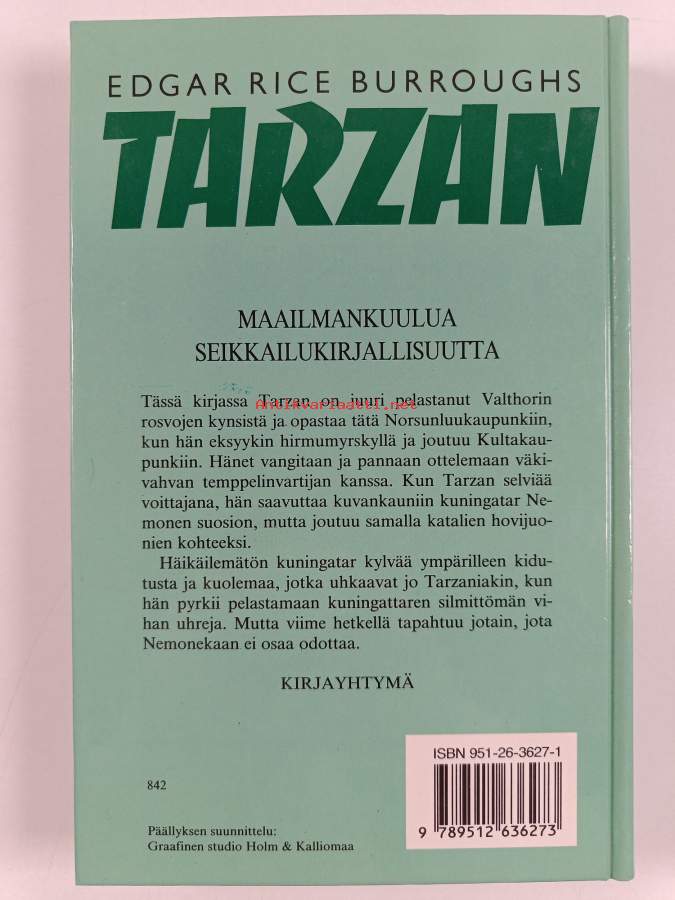 EDGAR RICE BURROUGHS
TARZAN
MAAILMANKUULUA
SEIKKAILUKIRJALLISUUTTA
Tässä kirjassa Tarzan on juuri pelastanut Valthorin
Antikvariaatti.net
rosvojen kynsistä ja opastaa tätä Norsunluukaupunkiin,
kun hän eksyykin hirmumyrskyllä ja joutuu Kultakau-
punkiin. Hänet vangitaan ja pannaan ottelemaan väki-
vahvan temppelinvartijan kanssa. Kun Tarzan selviää
voittajana, hän saavuttaa kuvankauniin kuningatar Ne-
monen suosion, mutta joutuu samalla katalien hovijuo-
nien kohteeksi.
Häikäilemätön kuningatar kylvää ympärilleen kidu-
tusta ja kuolemaa, jotka uhkaavat jo Tarzaniakin, kun
hän pyrkii pelastamaan kuningattaren silmittömän vi-
han uhreja. Mutta viime hetkellä tapahtuu jotain, jota
Nemonekaan ei osaa odottaa.
KIRJAYHTYMÄ
ISBN 951-26-3627-1
9 789512 636273
842
Päällyksen suunnittelu:
Graafinen studio Holm & Kalliomaa